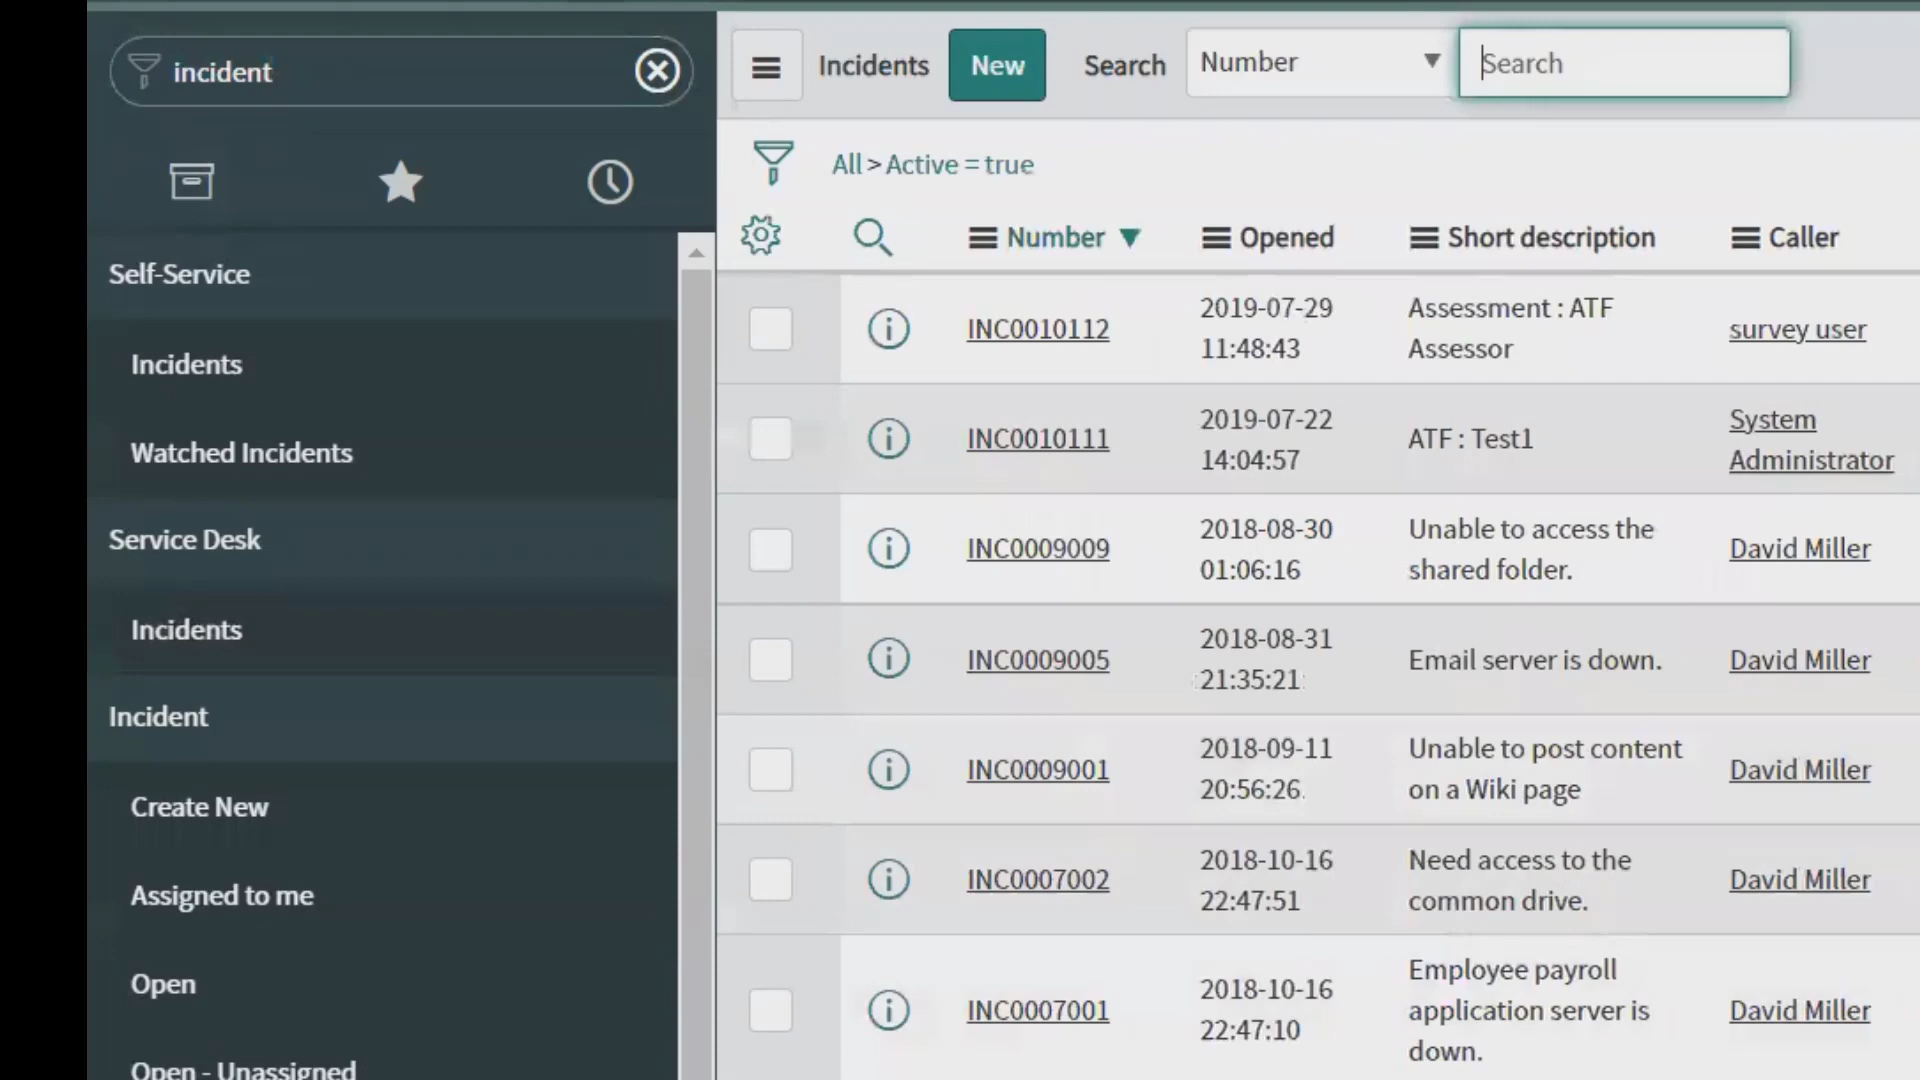 incident
Incidents New Search Number Search
All > Active = true
Number Opened Short description Caller
Self-Service
Incidents
Watched Incidents
Service Desk
Incidents
Incident
Create New
Assigned to me
Open
Open - Unassigned
INC0010112
2019-07-29
11:48:43
Assessment : ATF
Assessor
survey user
INC0010111
2019-07-22
14:04:57
ATF : Test1
System
Administrator
INC0009009
2018-08-30
01:06:16
Unable to access the
shared folder.
David Miller
INC0009005
2018-08-31
21:35:21
Email server is down.
David Miller
INC0009001
2018-09-11
20:56:26
Unable to post content
on a Wiki page
David Miller
INC0007002
2018-10-16
22:47:51
Need access to the
common drive.
David Miller
INC0007001
2018-10-16
22:47:10
Employee payroll
application server is
down.
David Miller